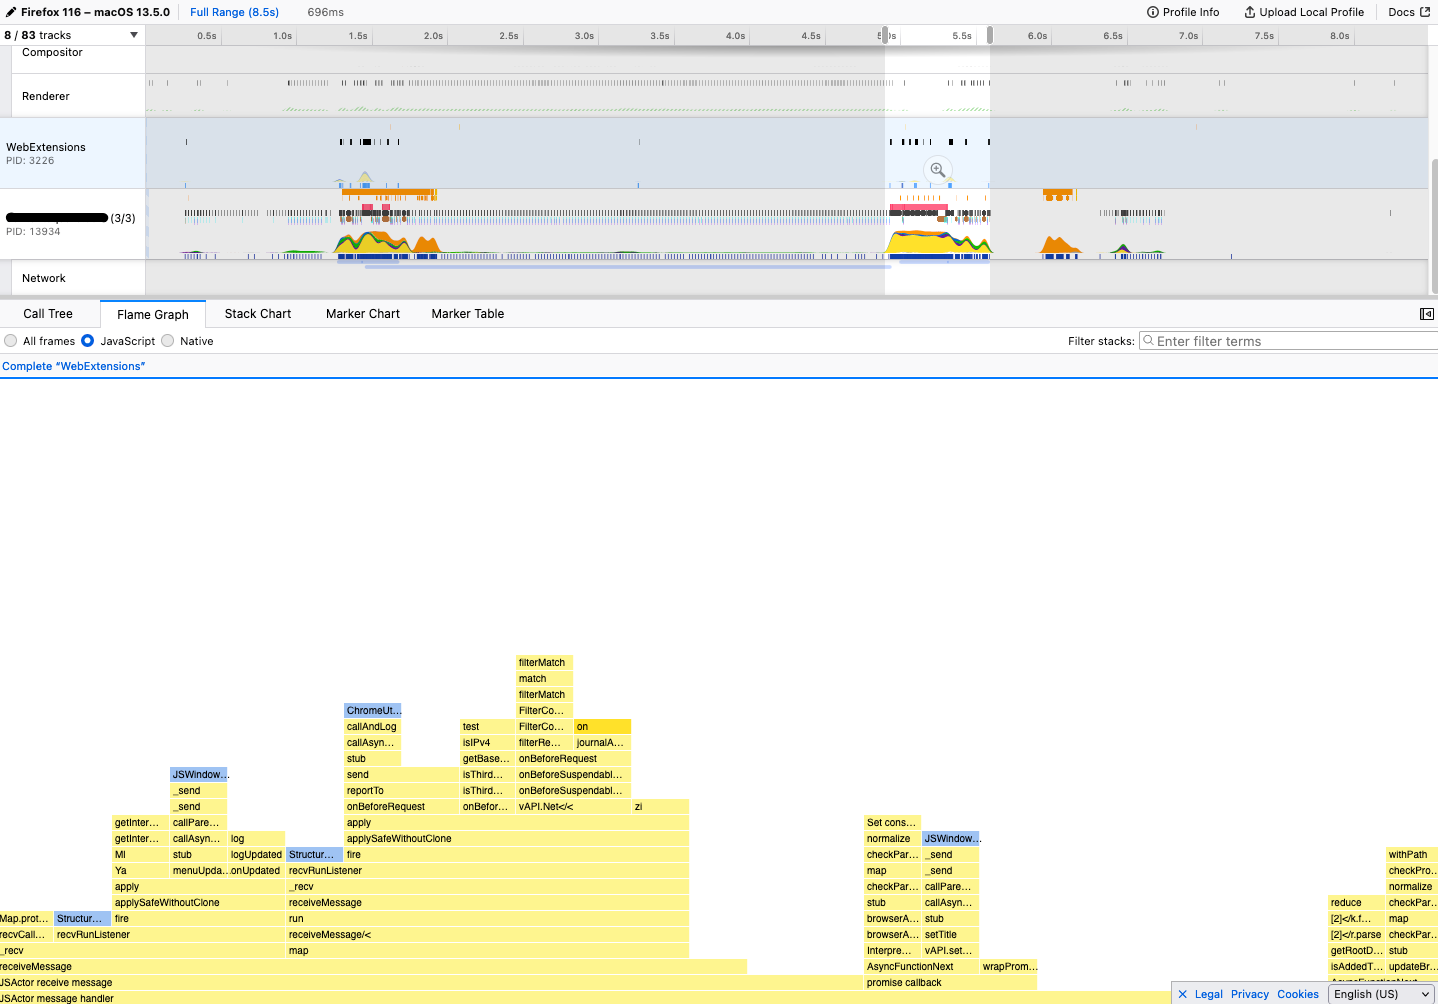 Firefox 116 – macOS 13.5.0 Full Range (8.5s) 696ms Profile Info Upload Local Profile Docs
8 / 83 tracks 0.5s 1.0s 1.5s 2.0s 2.5s 3.0s 3.5s 4.0s 4.5s 5.0s 5.5s 6.0s 6.5s 7.0s 7.5s 8.0s
Compositor
Renderer
WebExtensions
PID: 3226
(3/3)
PID: 13934
Network
Call Tree Flame Graph Stack Chart Marker Chart Marker Table
All frames JavaScript Native Filter stacks: Enter filter terms
Complete “WebExtensions”
filterMatch
match
filterMatch
ChromeUt... FilterCo...
callAndLog test FilterCo... on
callAsyn... isIPv4 filterRe... journalA...
stub getBase... onBeforeRequest
JSWindow... send isThird... onBeforeSuspendabl...
_send reportTo isThird... onBeforeSuspendabl...
_send onBeforeRequest onBefor... vAPI.Net</< zi
getInter... callPare... apply Set cons...
getInter... callAsyn... log applySafeWithoutClone normalize JSWindow...
MI stub logUpdated Structur... fire checkPar... _send withPath
Ya menuUpda... onUpdated recvRunListener map _send checkPro...
apply _recv checkPar... callPare... normalize
applySafeWithoutClone receiveMessage stub callAsyn... reduce checkPar...
Map.prot... Structur... fire run browserA... stub [2]</k.f... map
recvCall... recvRunListener receiveMessage/< browserA... setTitle [2]</r.parse checkPar...
_recv map Interpre... vAPI.set... getRootD... stub
receiveMessage AsyncFunctionNext wrapProm... isAddedT... updateBr...
JSActor receive message promise callback AsyncFunctionNext
JSActor message handler Legal Privacy Cookies English (US)